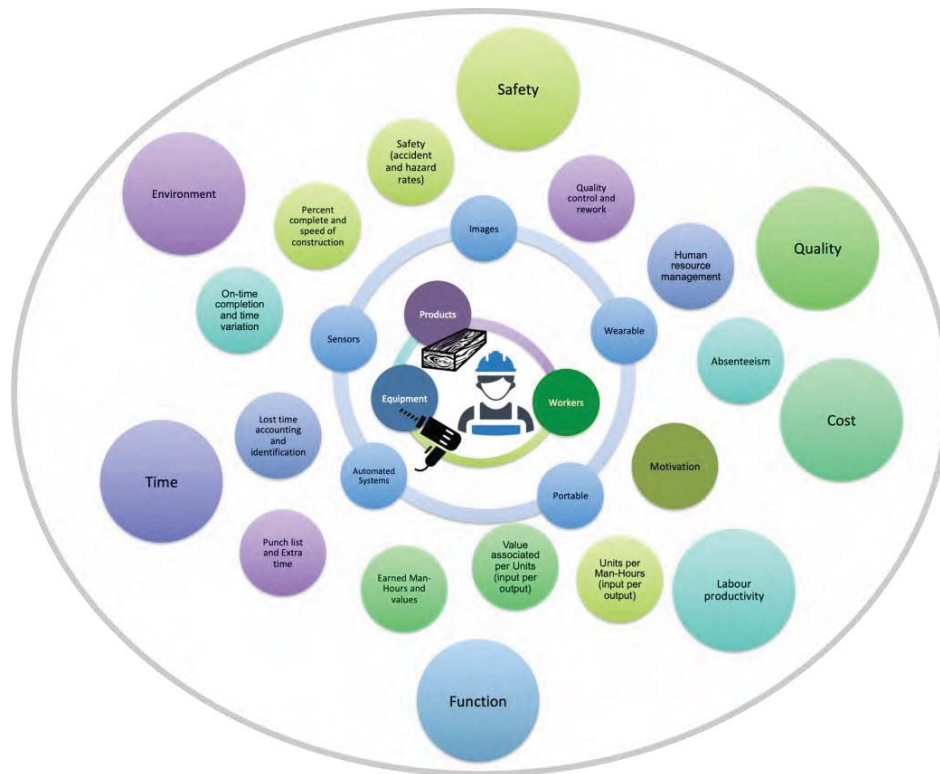 Safety
Safety
(accident
and hazard
rates)
Environment
Quality
control and
rework
Percent
complete and
speed of
construction
Images
Quality
Human
resource
management
On-time
completion
and time
variation
Products
Sensors
Wearable
Absenteeism
Equipment
Workers
Cost
Lost time
accounting
and
identification
Motivation
Time
Automated
Systems
Portable
Punch list
and Extra
time
Value
associated
per Units
(input per
output)
Units per
Man-Hours
(input per
output)
Earned Man-
Hours and
values
Labour
productivity
Function